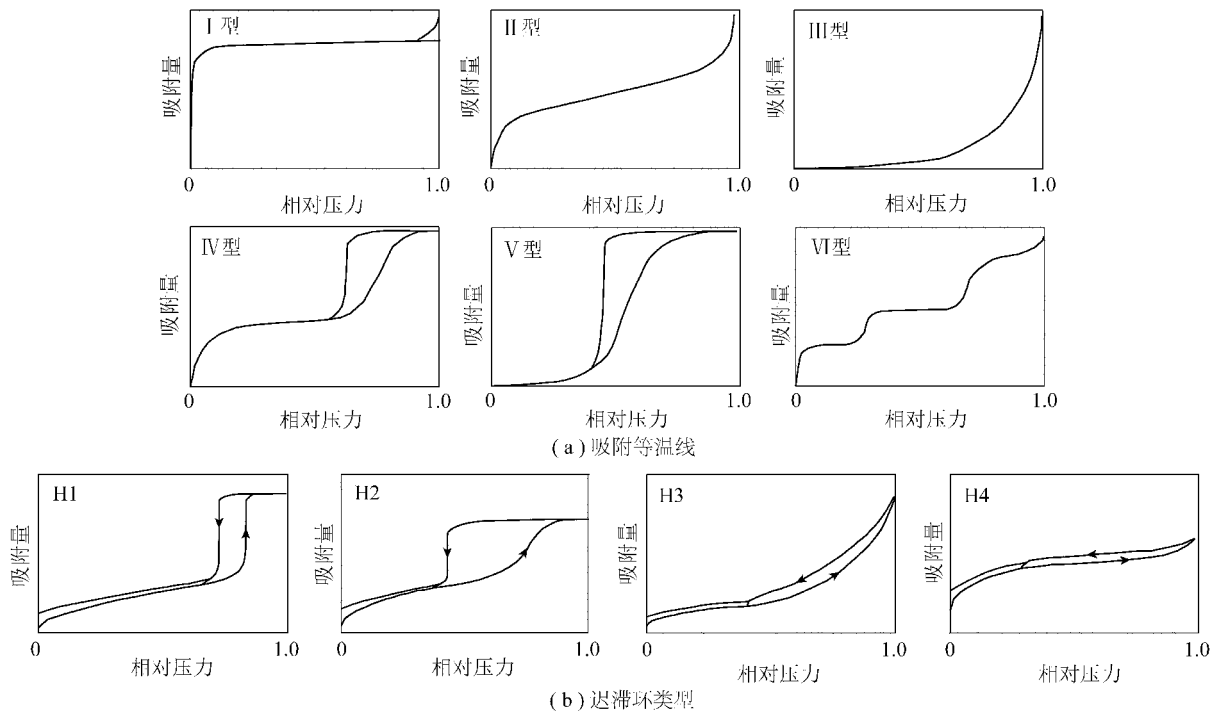 Ⅰ型
吸附量
0 1.0
相对压力
Ⅱ型
吸附量
0 1.0
相对压力
Ⅲ型
吸附量
0 1.0
相对压力
Ⅳ型
吸附量
0 1.0
相对压力
Ⅴ型
吸附量
0 1.0
相对压力
Ⅵ型
吸附量
0 1.0
相对压力
(a)吸附等温线
H1
吸附量
0 1.0
相对压力
H2
吸附量
0 1.0
相对压力
H3
吸附量
0 1.0
相对压力
H4
吸附量
0 1.0
相对压力
(b)迟滞环类型